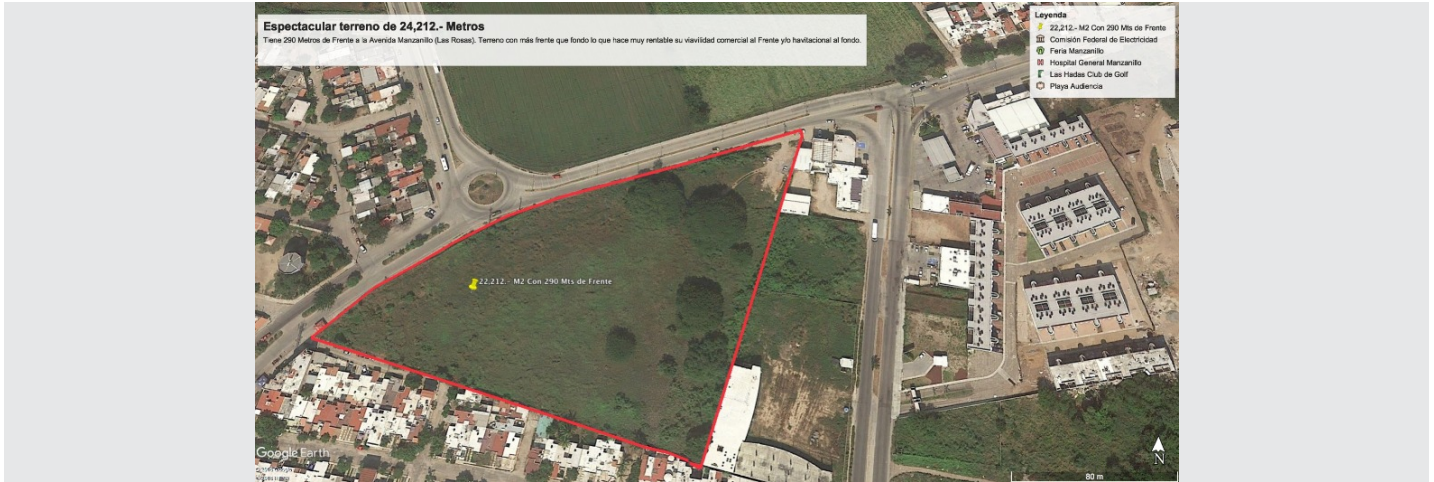 Espectacular terreno de 24,212.- Metros
Tiene 290 Metros de Frente a la Avenida Manzanillo (Las Rosas). Terreno con más frente que fondo lo que hace muy rentable su viavilidad comercial al Frente y/o havitacional al fondo.
Leyenda
22,212.- M2 Con 290 Mts de Frente
Comisión Federal de Electricidad
Feria Manzanillo
Hospital General Manzanillo
Las Hadas Club de Golf
Playa Audiencia
22,212.- M2 Con 290 Mts de Frente
Google Earth
N
80 m